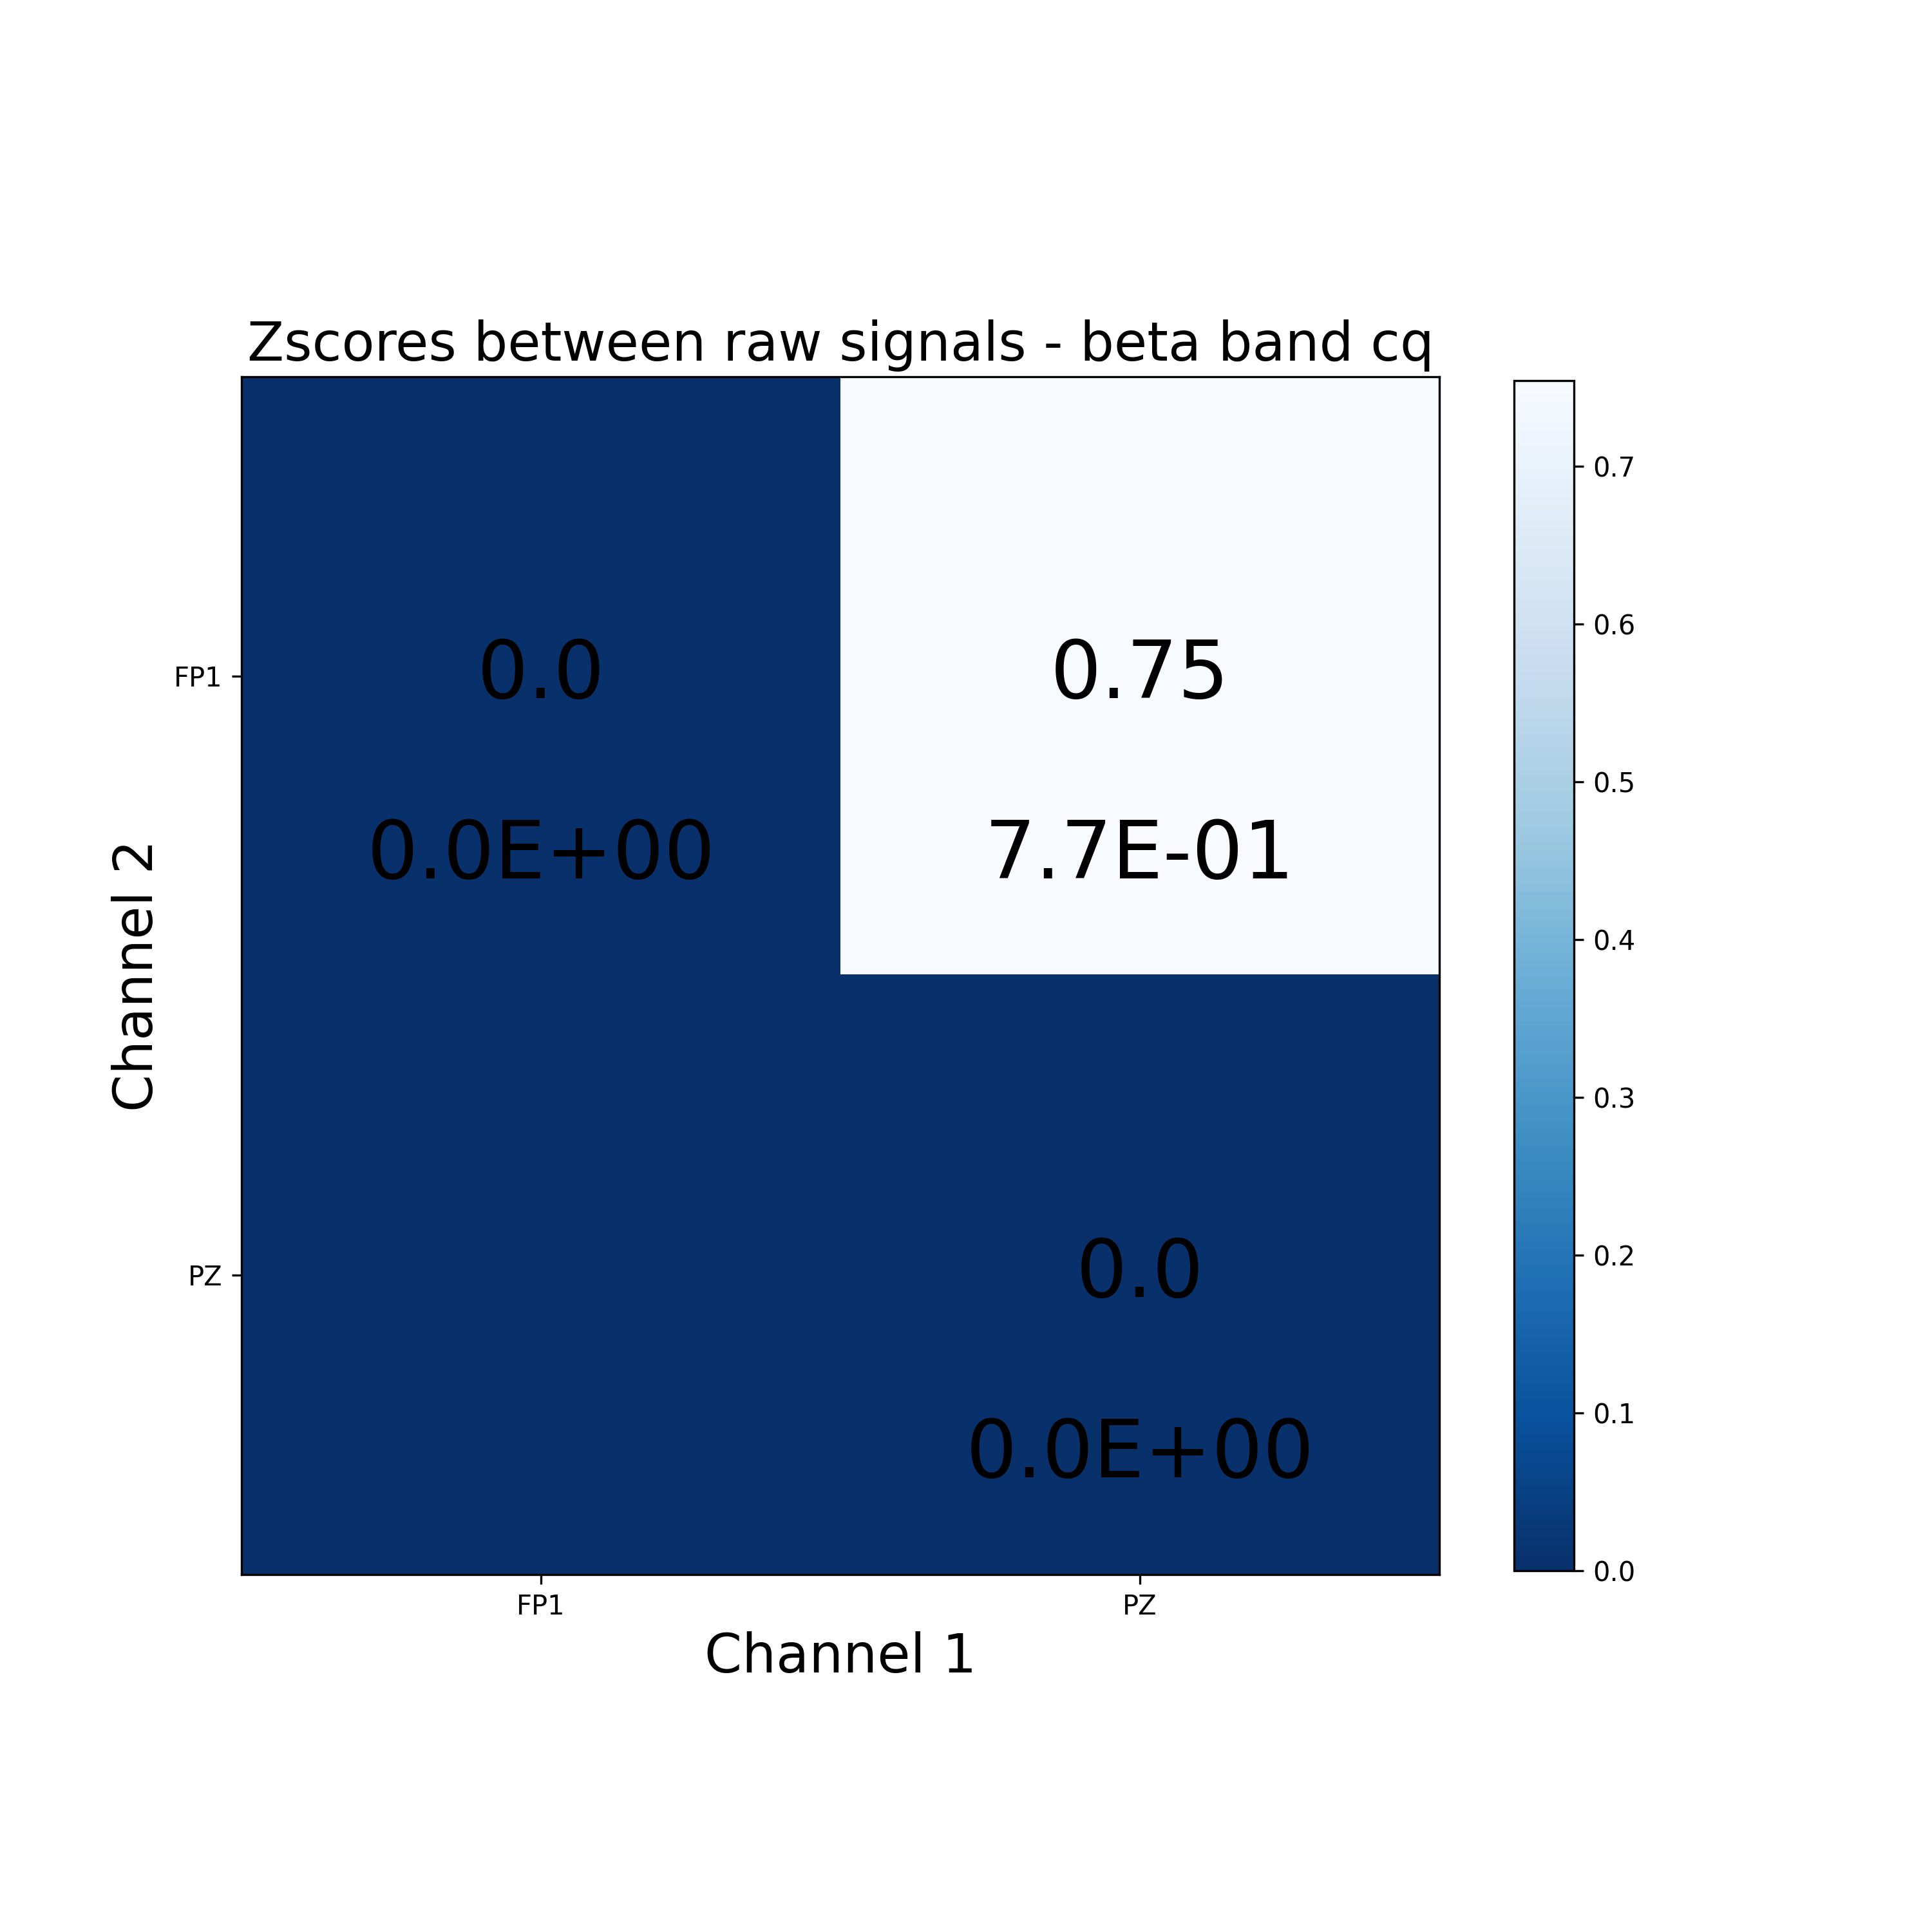 Zscores between raw signals - beta band cq
0.7
0.6
0.5
0.4
0.3
0.2
0.1
0.0
Channel 2
FP1
PZ
0.0
0.75
0.0E+00
7.7E-01
0.0
0.0E+00
FP1
PZ
Channel 1